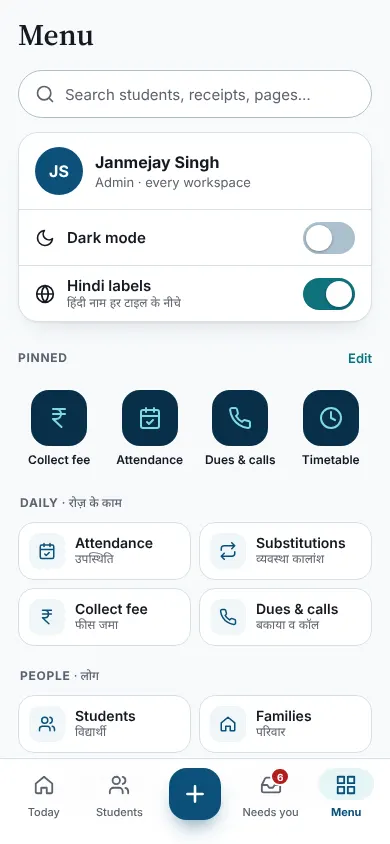 Menu
Search students, receipts, pages...
JS
Janmejay Singh
Admin · every workspace
Dark mode
Hindi labels
हिंदी नाम हर टाइल के नीचे
PINNED
Edit
₹
Collect fee
Attendance
Dues & calls
Timetable
DAILY · रोज़ के काम
Attendance
उपस्थिति
Substitutions
व्यवस्था कालांश
₹
Collect fee
फीस जमा
Dues & calls
बकाया व कॉल
PEOPLE · लोग
Students
विद्यार्थी
Families
परिवार
Today
Students
+
6
Needs you
Menu